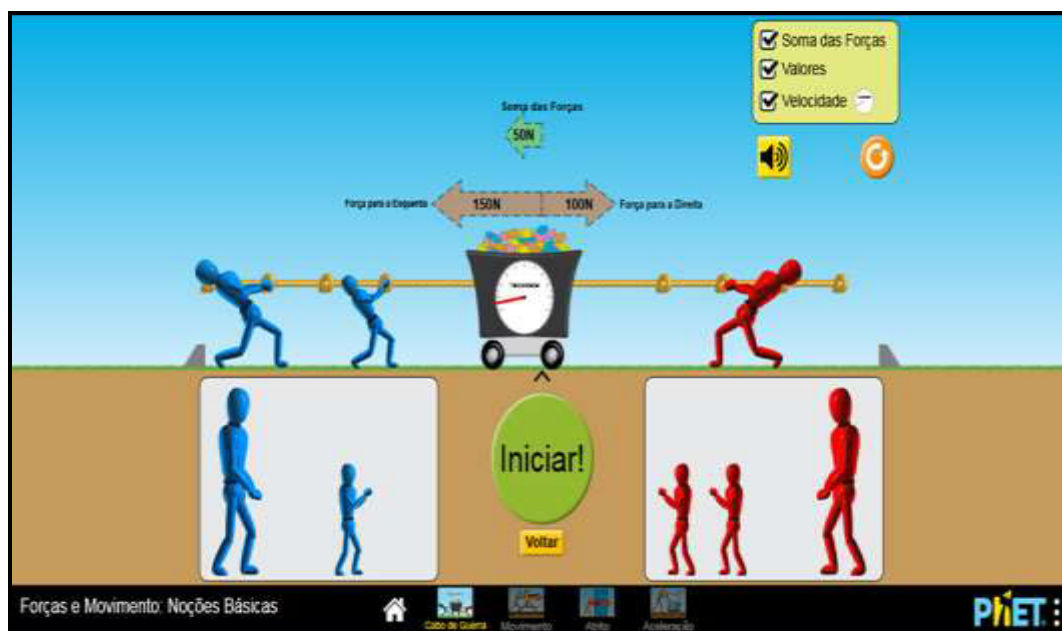 Soma das Forças
Valores
Velocidade
Soma das Forças
50N
Força para a Esquerda
150N
100N
Força para a Direita
Iniciar!
Voltar
Forças e Movimento: Noções Básicas
Cabo de Guerra
Movimento
Atrito
Aceleração
PhET